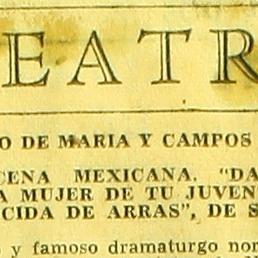 EATR
O DE MARIA Y CAMPOS
CENA MEXICANA. "DA
A MUJER DE TU JUVEN
CIDA DE ARRAS", DE S
y famoso dramaturgo nor